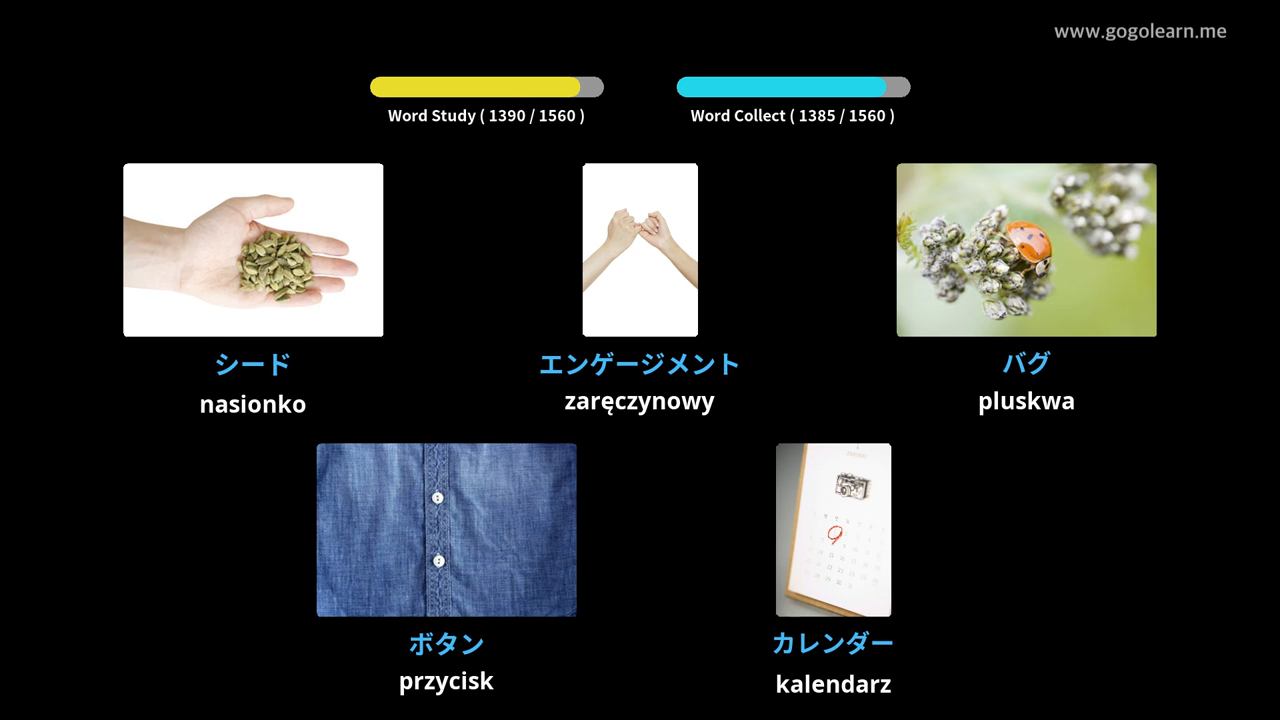 www.gogolearn.me
Word Study ( 1390 / 1560 )
Word Collect ( 1385 / 1560 )
シード
nasionko
エンゲージメント
zaręczynowy
バグ
pluskwa
ボタン
przycisk
カレンダー
kalendarz